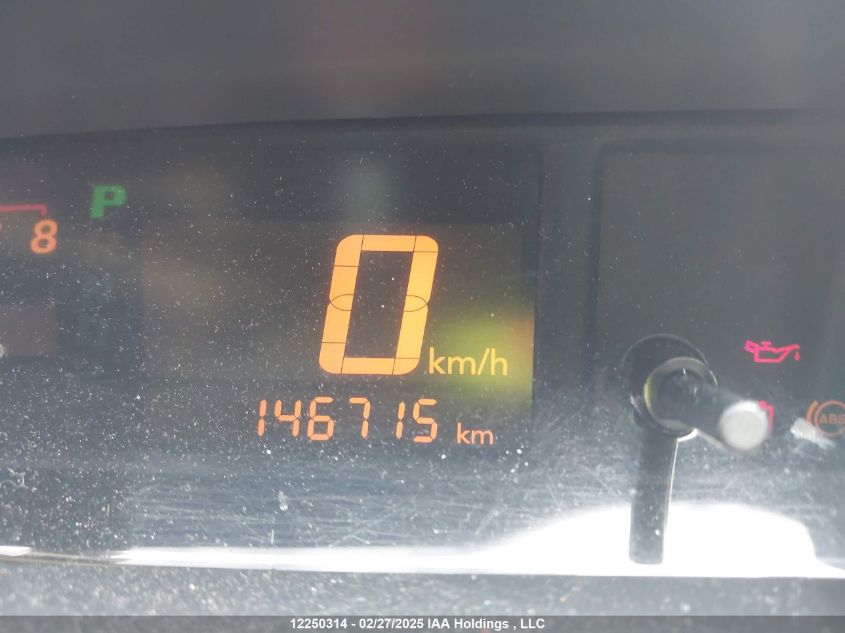 P
8
0 km/h
146715 km
ABS
12250314 - 02/27/2025 IAA Holdings , LLC